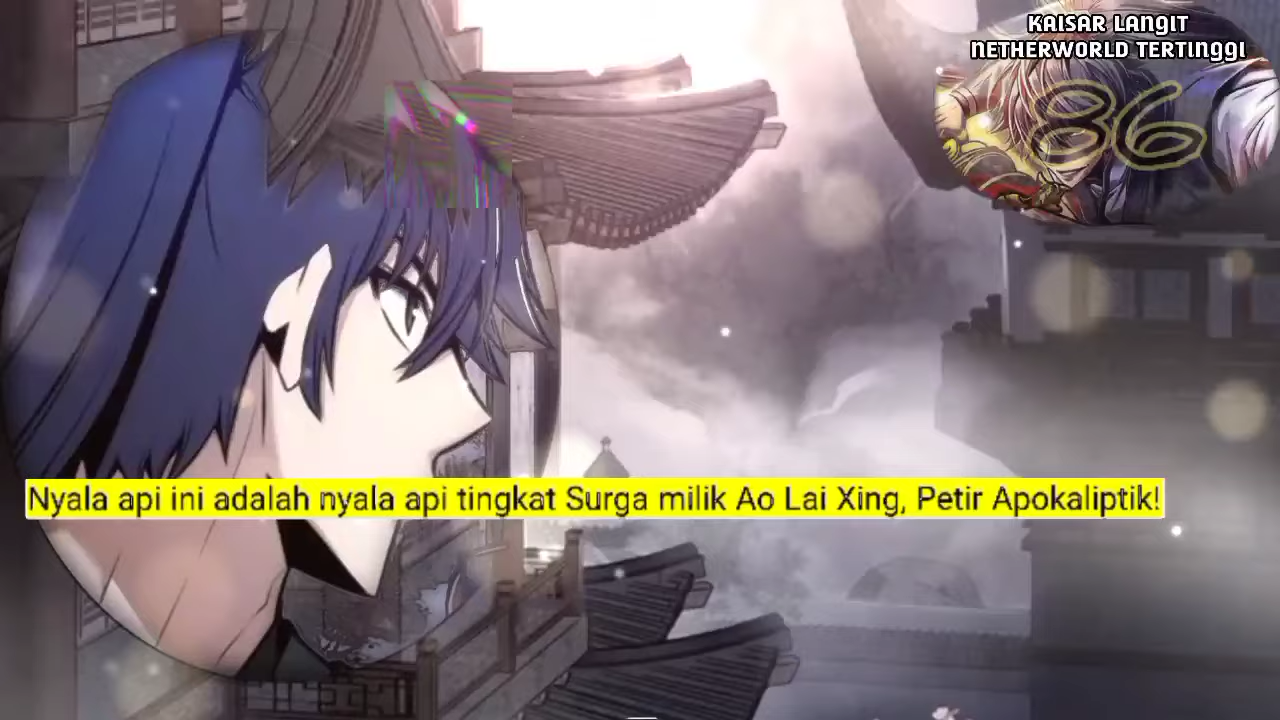 KAISAR LANGIT
NETHERWORLD TERTINGGI
86
Nyala api ini adalah nyala api tingkat Surga milik Ao Lai Xing, Petir Apokaliptik!